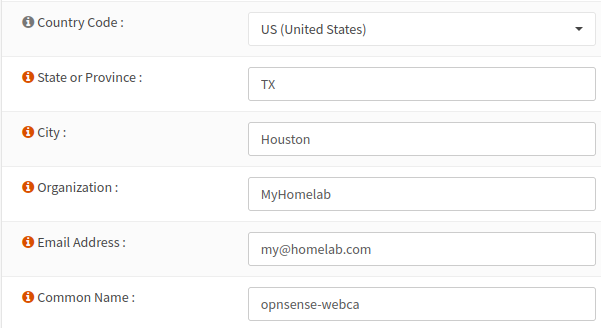 Country Code : US (United States)
State or Province : TX
City : Houston
Organization : MyHomelab
Email Address : my@homelab.com
Common Name : opnsense-webca